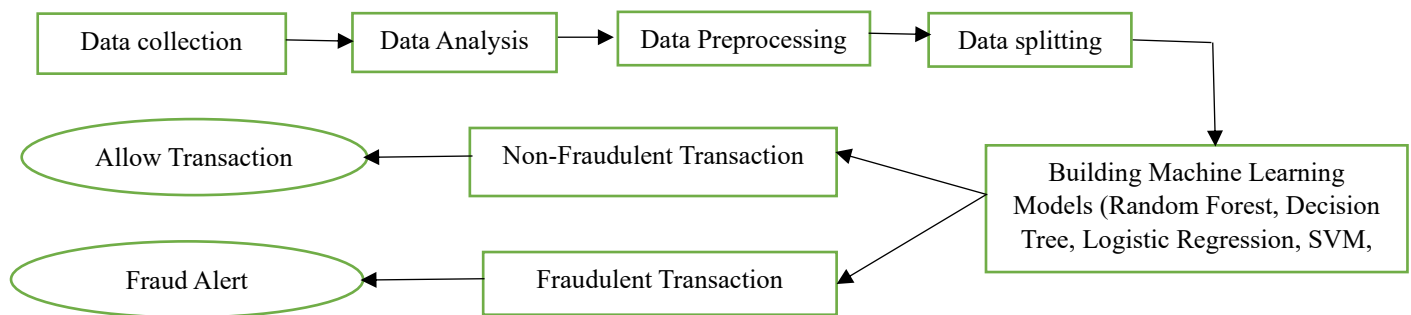 Data collection
Data Analysis
Data Preprocessing
Data splitting
Allow Transaction
Non-Fraudulent Transaction
Building Machine Learning
Models (Random Forest, Decision
Tree, Logistic Regression, SVM,
Fraud Alert
Fraudulent Transaction